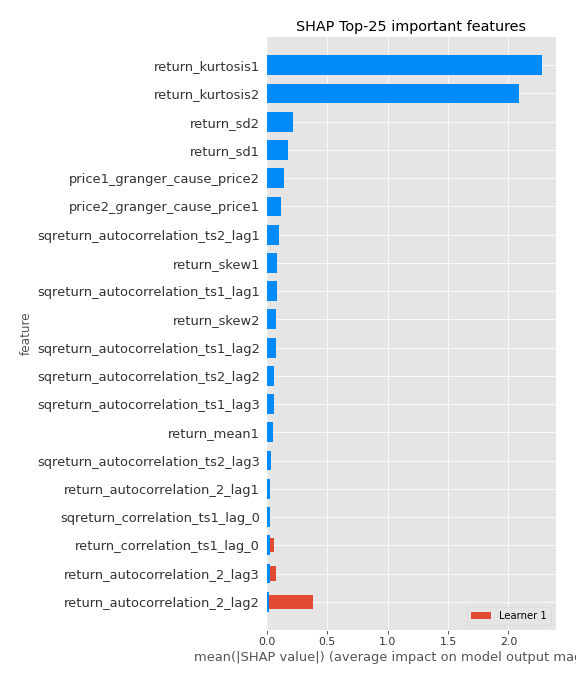 SHAP Top-25 important features
return_kurtosis1
return_kurtosis2
return_sd2
return_sd1
price1_granger_cause_price2
price2_granger_cause_price1
sqreturn_autocorrelation_ts2_lag1
return_skew1
sqreturn_autocorrelation_ts1_lag1
return_skew2
sqreturn_autocorrelation_ts1_lag2
sqreturn_autocorrelation_ts2_lag2
sqreturn_autocorrelation_ts1_lag3
return_mean1
sqreturn_autocorrelation_ts2_lag3
return_autocorrelation_2_lag1
sqreturn_correlation_ts1_lag_0
return_correlation_ts1_lag_0
return_autocorrelation_2_lag3
return_autocorrelation_2_lag2
feature
Learner 1
0.0 0.5 1.0 1.5 2.0
mean(|SHAP value|) (average impact on model output mag